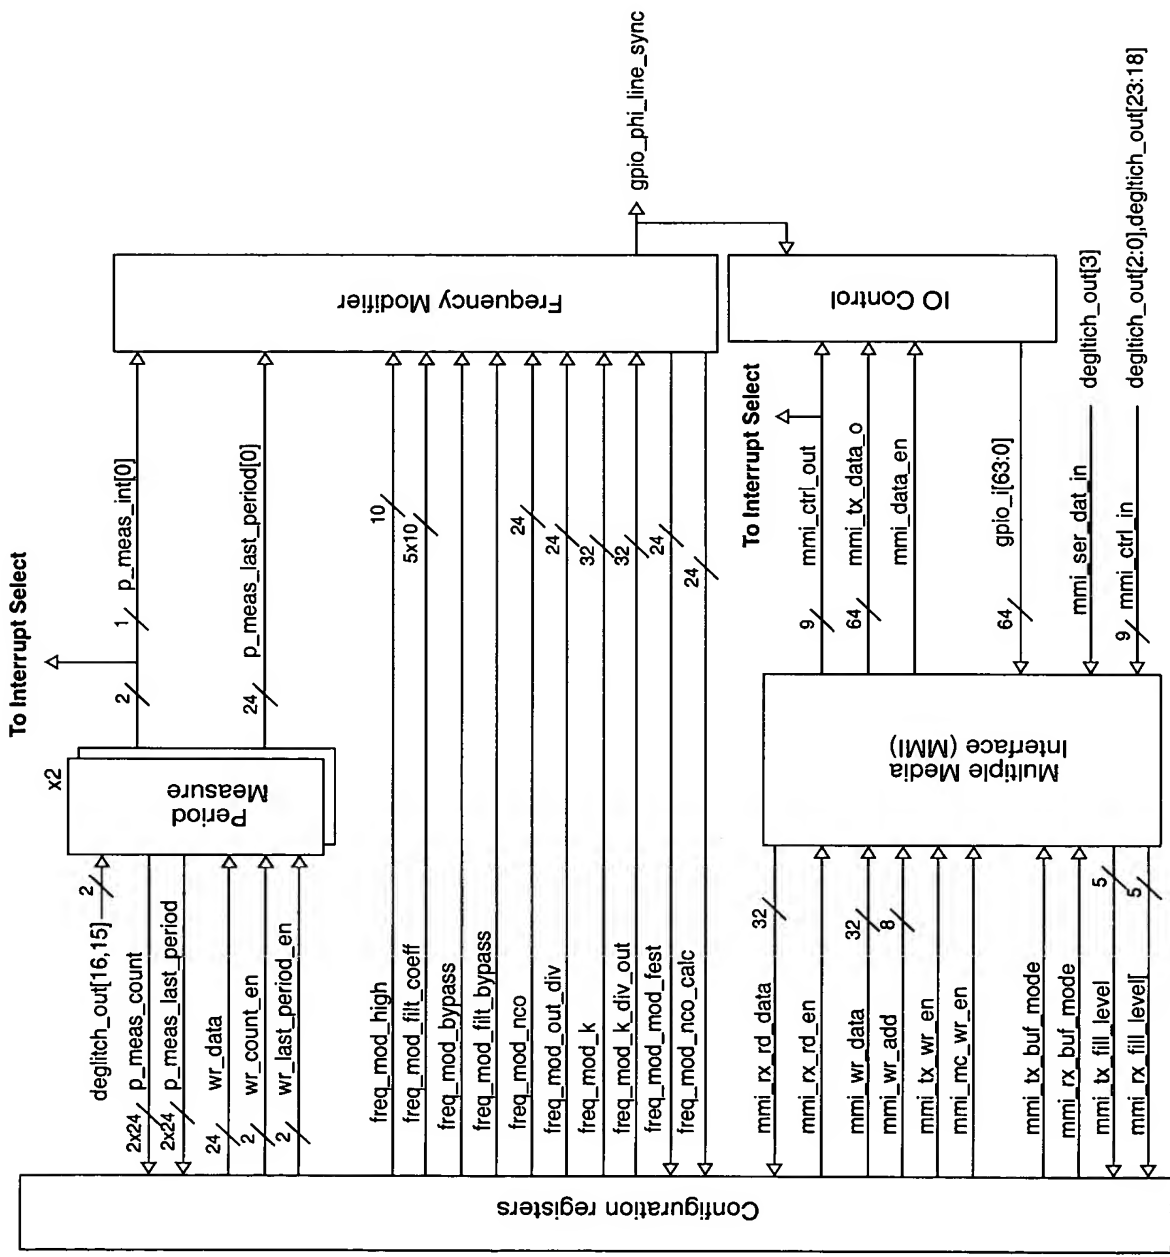 To Interrupt Select
x2
Period
Measure
deglitch_out[16,15]
2
p_meas_count
2x24
p_meas_last_period
2x24
wr_data
24
wr_count_en
2
wr_last_period_en
2
2
1
p_meas_int[0]
24
p_meas_last_period[0]
Frequency Modifier
freq_mod_high
10
freq_mod_filt_coeff
5x10
freq_mod_bypass
freq_mod_filt_bypass
freq_mod_nco
24
freq_mod_out_div
24
freq_mod_k
32
freq_mod_k_div_out
32
freq_mod_mod_fest
24
freq_mod_nco_calc
24
gpio_phi_line_sync
To Interrupt Select
IO Control
mmi_ctrl_out
9
mmi_tx_data_o
64
mmi_data_en
gpio_i[63:0]
64
mmi_ser_dat_in
degltich_out[3]
mmi_ctrl_in
9
degltich_out[2:0],degltich_out[23:18]
Multiple Media
Interface (MMI)
mmi_rx_rd_data
32
mmi_rx_rd_en
mmi_wr_data
32
mmi_wr_add
8
mmi_tx_wr_en
mmi_mc_wr_en
mmi_tx_buf_mode
mmi_rx_buf_mode
mmi_tx_fill_level
5
mmi_rx_fill_level[
5
Configuration registers